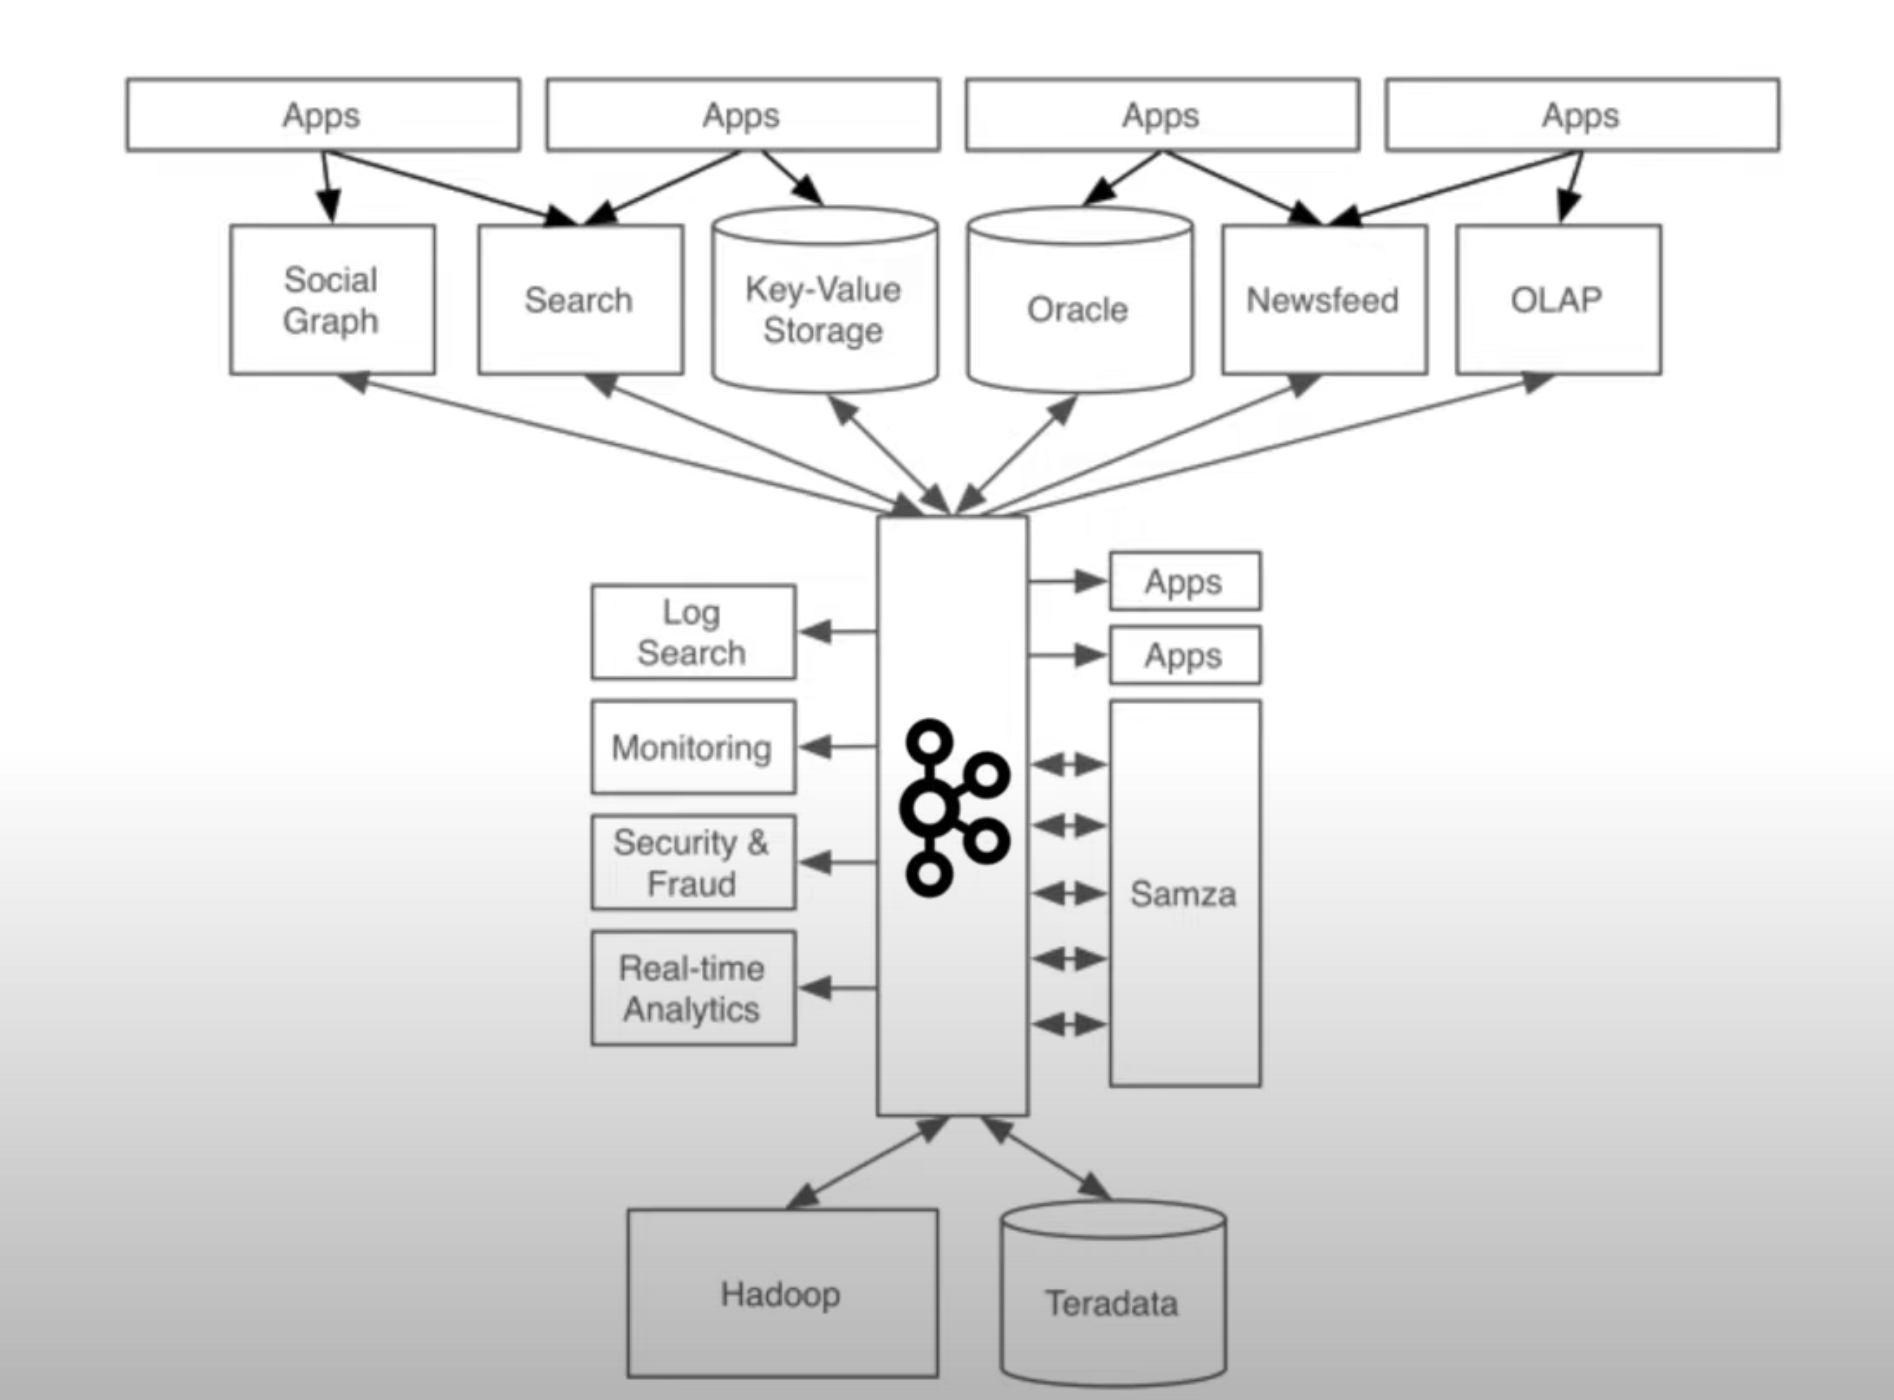 Apps
Apps
Apps
Apps
Social
Graph
Search
Key-Value
Storage
Oracle
Newsfeed
OLAP
Log
Search
Monitoring
Security &
Fraud
Real-time
Analytics
Apps
Apps
Samza
Hadoop
Teradata